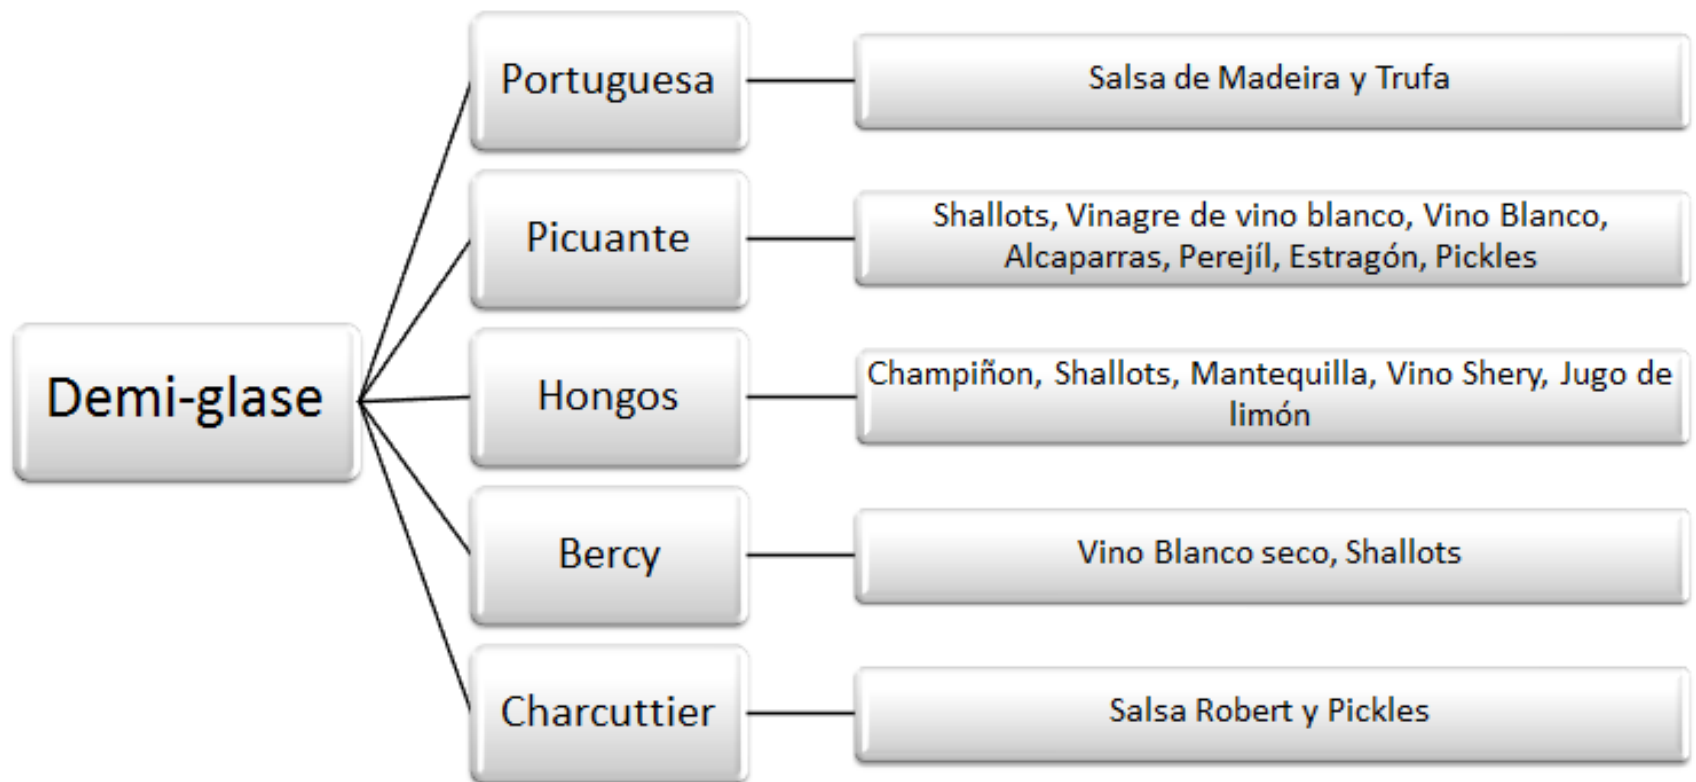 Demi-glase
Portuguesa
Salsa de Madeira y Trufa
Picuante
Shallots, Vinagre de vino blanco, Vino Blanco,
Alcaparras, Perejíl, Estragón, Pickles
Hongos
Champiñon, Shallots, Mantequilla, Vino Shery, Jugo de
limón
Bercy
Vino Blanco seco, Shallots
Charcuttier
Salsa Robert y Pickles